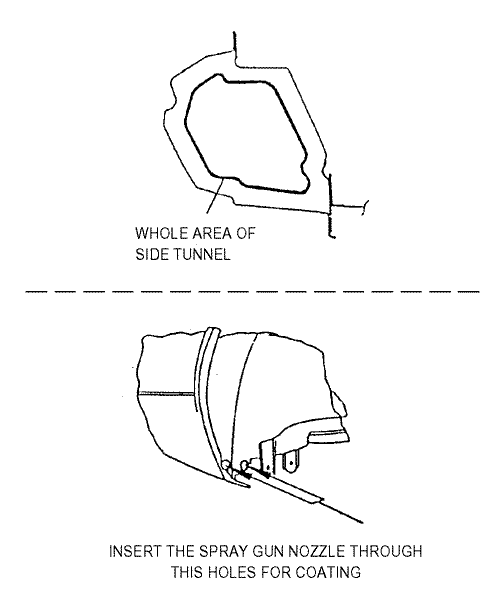 WHOLE AREA OF
SIDE TUNNEL
INSERT THE SPRAY GUN NOZZLE THROUGH
THIS HOLES FOR COATING